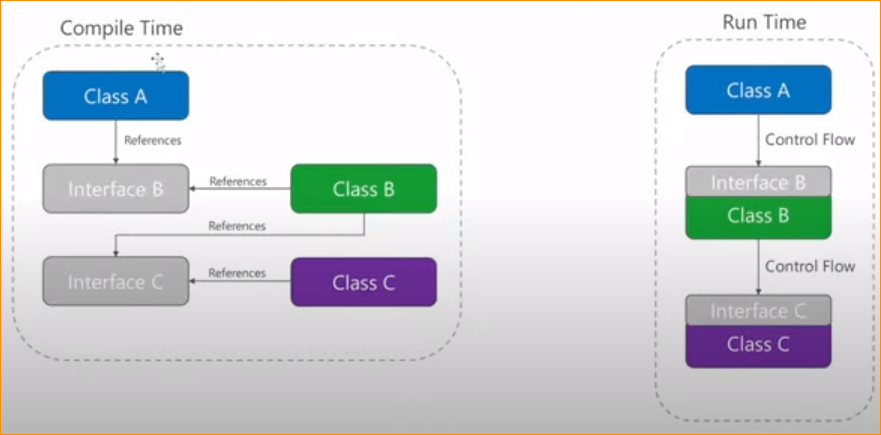 Compile Time
Class A
References
Interface B
References
Class B
References
Interface C
References
Class C
Run Time
Class A
Control Flow
Interface B
Class B
Control Flow
Interface C
Class C